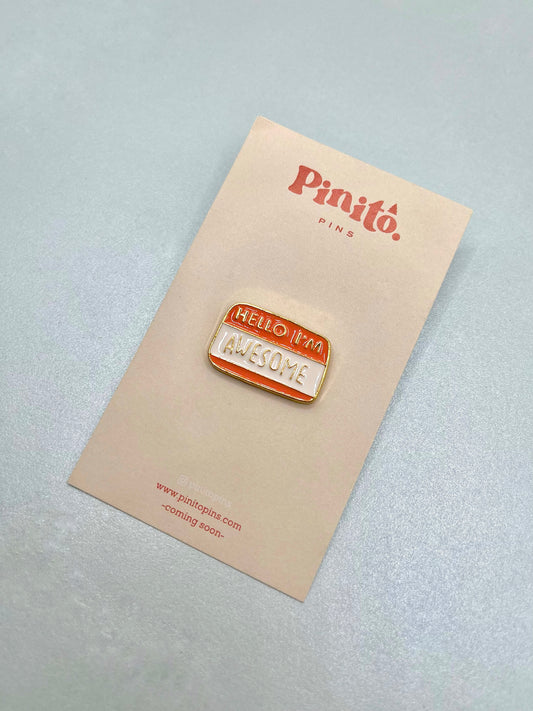 Pinito.
PINS
HELLO I'M
AWESOME
www.pinitopins.com
-coming soon-